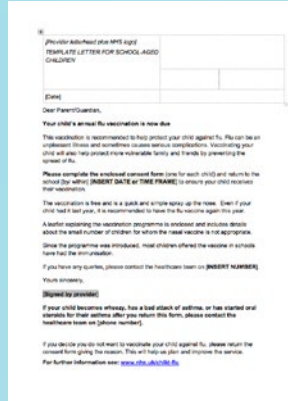 [Provider letterhead plus NHS logo]
TEMPLATE LETTER FOR SCHOOL-AGED
CHILDREN
[Date]
Dear Parent/Guardian,
Your child's annual flu vaccination is now due
This vaccination is recommended to help protect your child against flu. Flu can be an
unpleasant illness and sometimes causes serious complications. Vaccinating your
child will also help protect more vulnerable family and friends by preventing the
spread of flu.
Please complete the enclosed consent form (one for each child) and return to the
school [by/ within] [INSERT DATE or TIME FRAME] to ensure your child receives
their vaccination.
The vaccination is free and is a quick and simple spray up the nose. Even if your
child had it last year, it is recommended to have the flu vaccine again this year.
A leaflet explaining the vaccination programme is enclosed and includes details
about the small number of children for whom the nasal vaccine is not appropriate.
Since the programme was introduced, most children offered the vaccine in schools
have had the immunisation.
If you have any queries, please contact the healthcare team on [INSERT NUMBER]
Yours sincerely,
[Signed by provider]
If your child becomes wheezy, has a bad attack of asthma, or has started oral
steroids for their asthma after you return this form, please contact the
healthcare team on [phone number].
If you decide you do not want to vaccinate your child against flu, please return the
consent form giving the reason. This will help us plan and improve the service.
For further information see: www.nhs.uk/child-flu